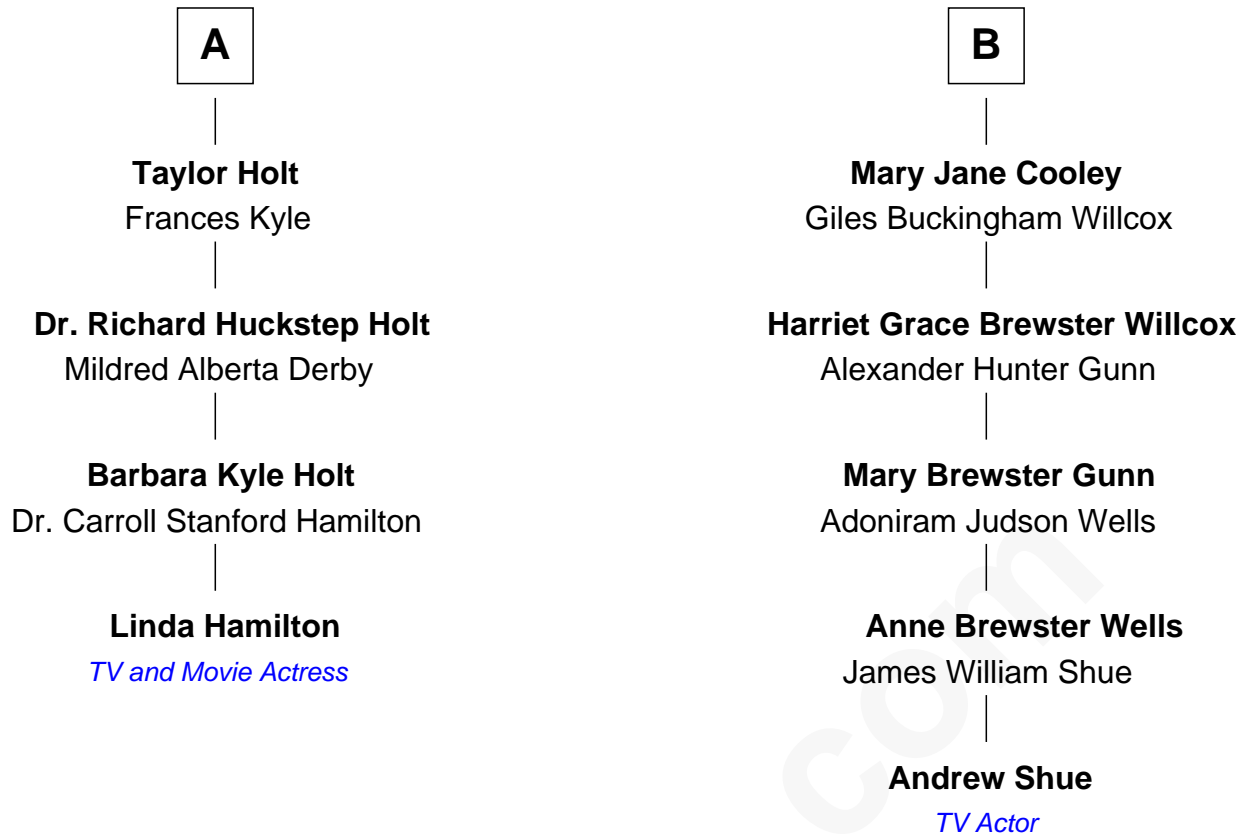 A
Taylor Holt
Frances Kyle
Dr. Richard Huckstep Holt
Mildred Alberta Derby
Barbara Kyle Holt
Dr. Carroll Stanford Hamilton
Linda Hamilton
TV and Movie Actress
B
Mary Jane Cooley
Giles Buckingham Willcox
Harriet Grace Brewster Willcox
Alexander Hunter Gunn
Mary Brewster Gunn
Adoniram Judson Wells
Anne Brewster Wells
James William Shue
Andrew Shue
TV Actor
com